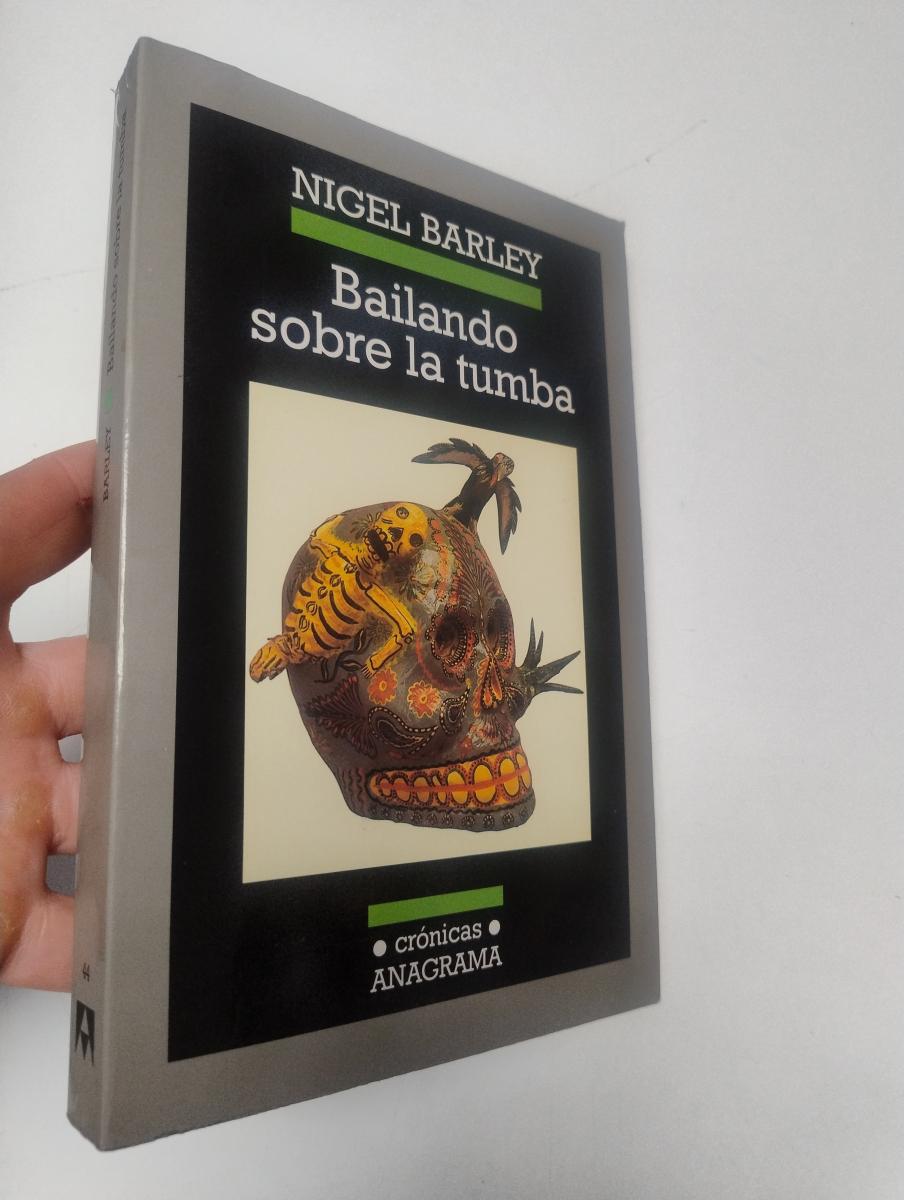 NIGEL BARLEY
Bailando
sobre la tumba
• crónicas •
ANAGRAMA
BARLEY Bailando sobre la tumba
44